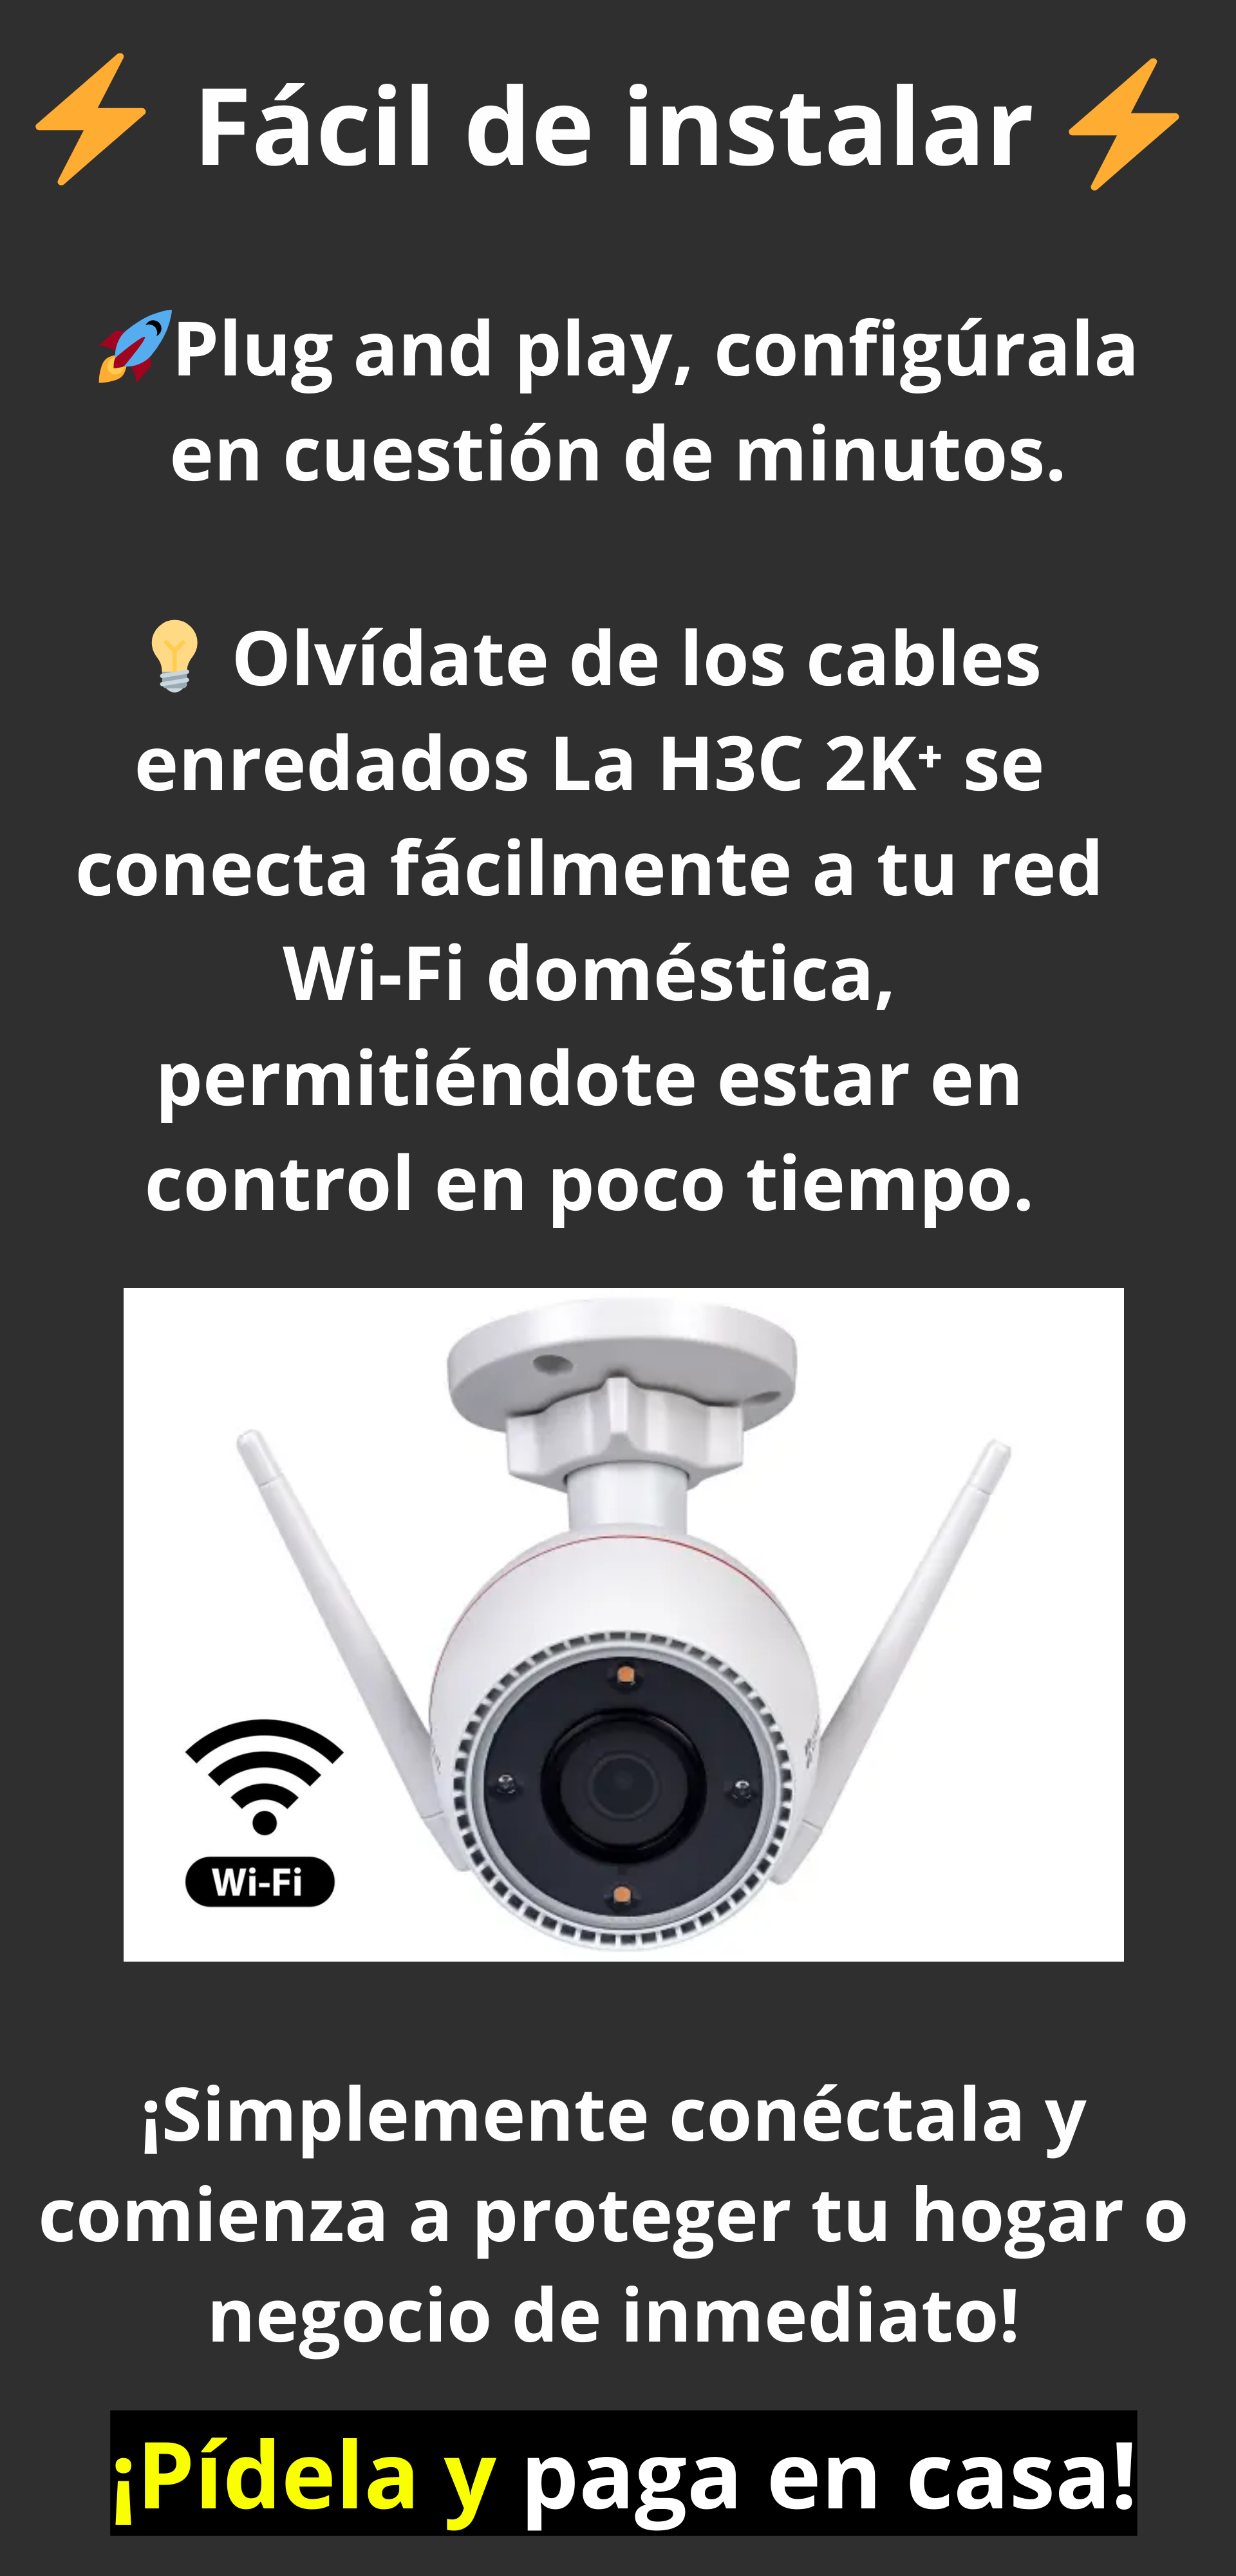 ⚡ Fácil de instalar ⚡
🚀Plug and play, configúrala
en cuestión de minutos.
💡 Olvídate de los cables
enredados La H3C 2K⁺ se
conecta fácilmente a tu red
Wi-Fi doméstica,
permitiéndote estar en
control en poco tiempo.
Wi-Fi
¡Simplemente conéctala y
comienza a proteger tu hogar o
negocio de inmediato!
¡Pídela y paga en casa!